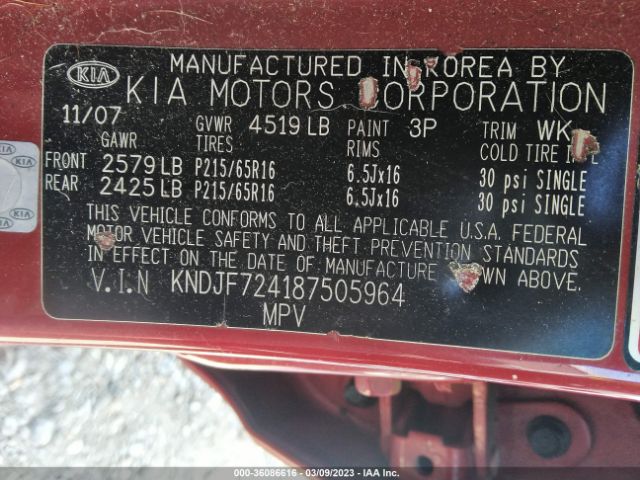 KIA
MANUFACTURED IN KOREA BY
KIA MOTORS CORPORATION
11/07 GVWR 4519 LB PAINT 3P TRIM WK
GAWR TIRES RIMS COLD TIRE
FRONT 2579 LB P215/65R16 6.5Jx16 30 psi SINGLE
REAR 2425 LB P215/65R16 6.5Jx16 30 psi SINGLE
THIS VEHICLE CONFORMS TO ALL APPLICABLE U.S.A. FEDERAL
MOTOR VEHICLE SAFETY AND THEFT PREVENTION STANDARDS
IN EFFECT ON THE DATE OF MANUFACTURE SHOWN ABOVE.
V.I.N KNDJF724187505964
MPV
KIA
KIA
000-36086616 - 03/09/2023 - IAA Inc.